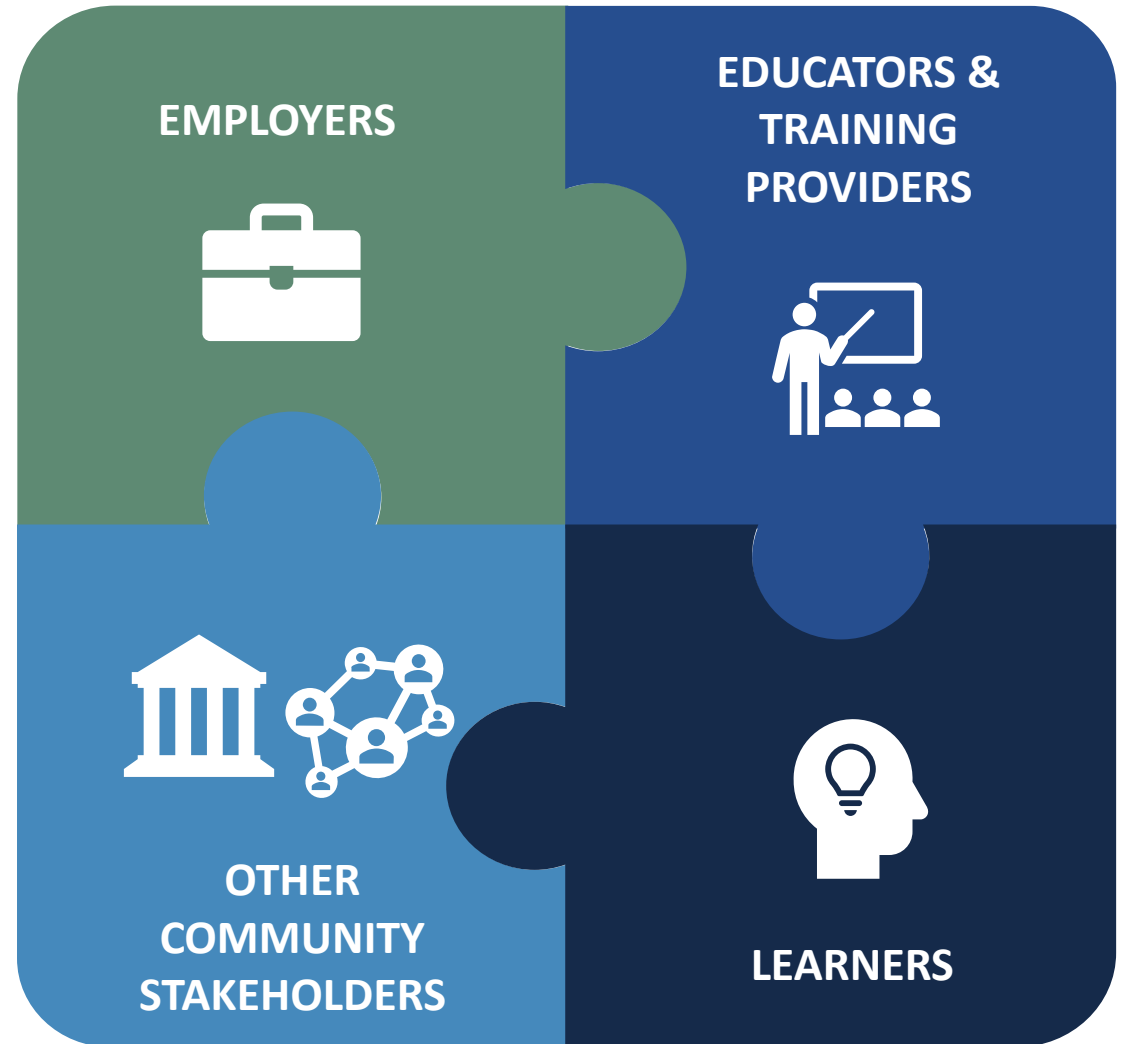 EMPLOYERS
EDUCATORS &
TRAINING
PROVIDERS
OTHER
COMMUNITY
STAKEHOLDERS
LEARNERS